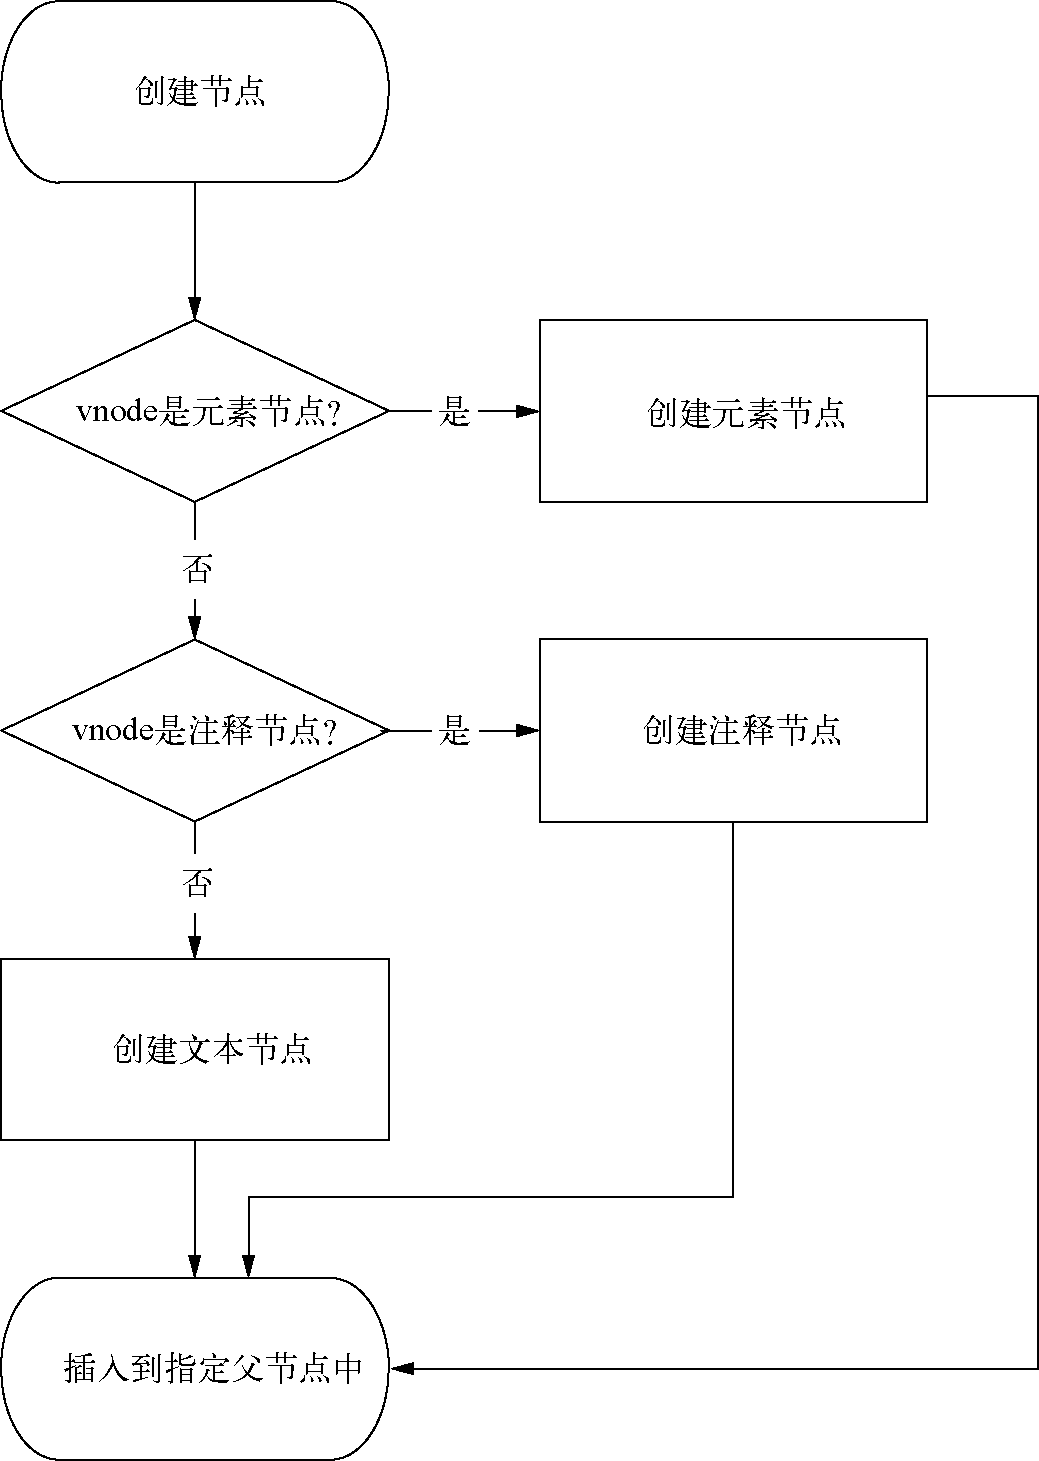 创建节点
vnode是元素节点?
是
创建元素节点
否
vnode是注释节点?
是
创建注释节点
否
创建文本节点
插入到指定父节点中